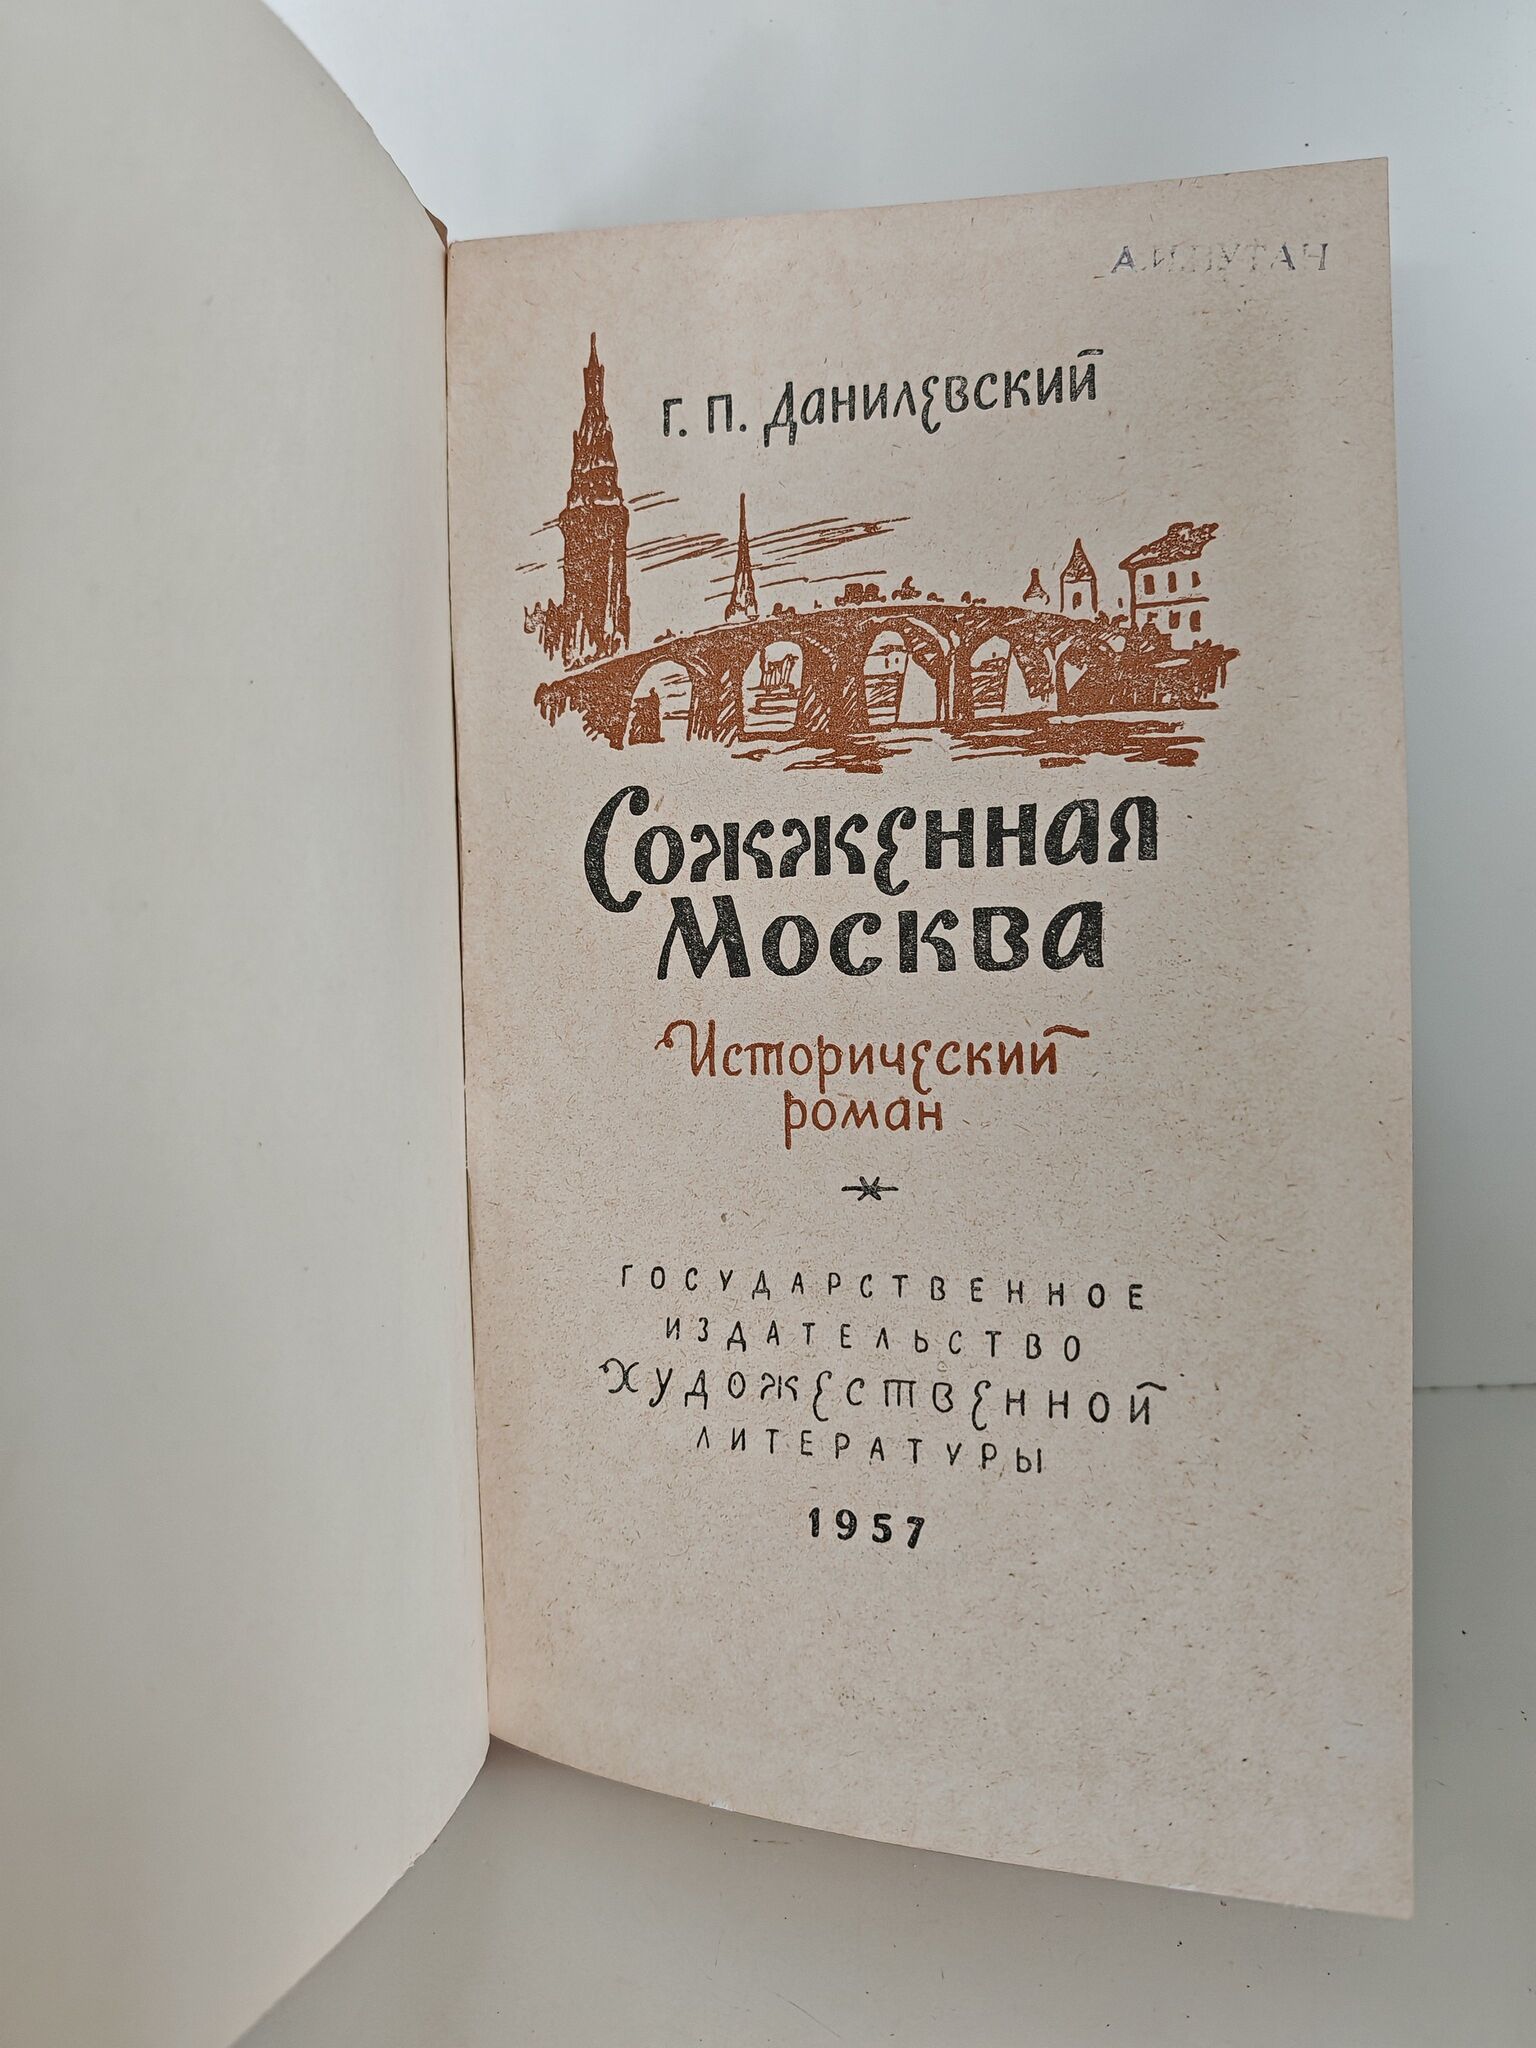 Г. П. Данилевский
Сожженная
Москва
Исторический
роман
ГОСУДАРСТВЕННОЕ
ИЗДАТЕЛЬСТВО
ХУДОЖЕСТВЕННОЙ
ЛИТЕРАТУРЫ
1957